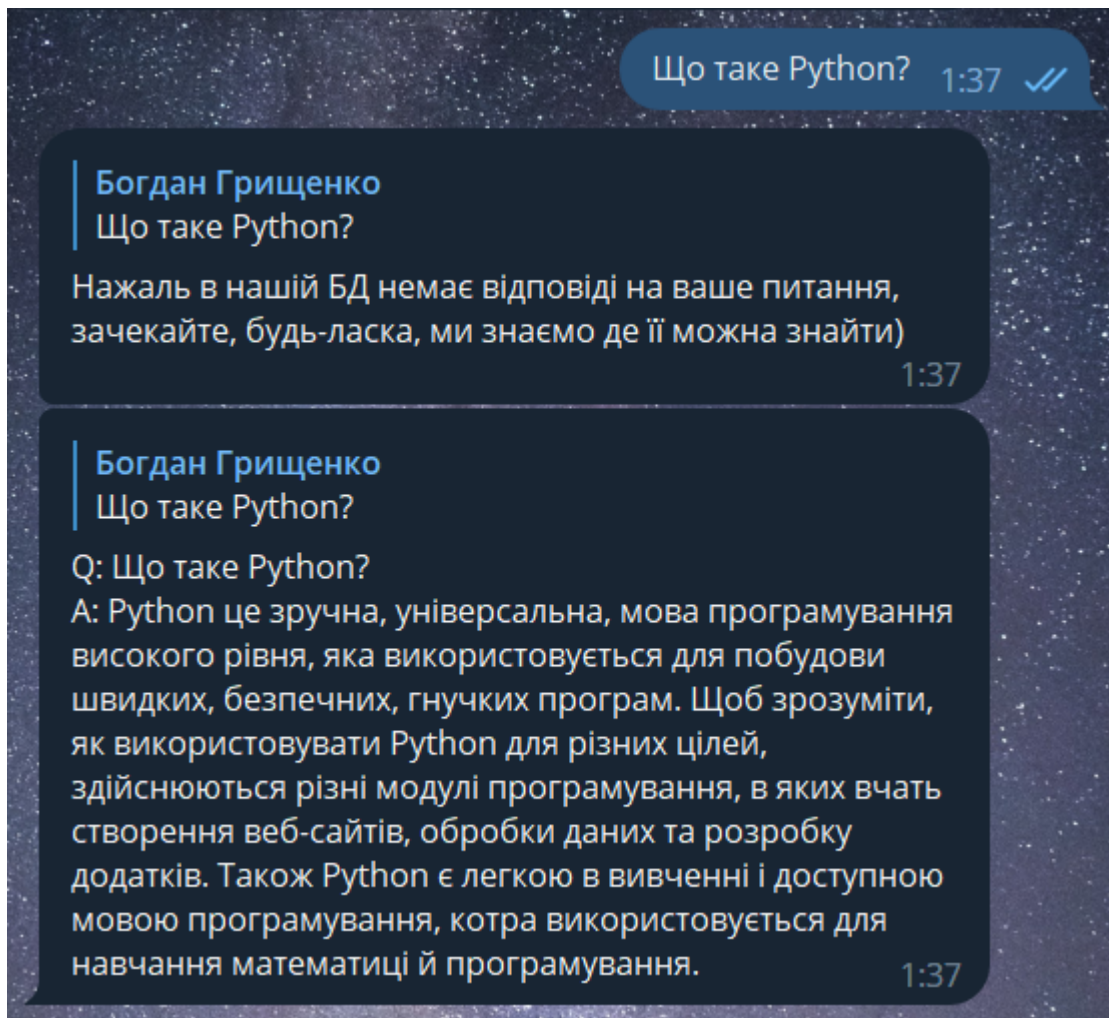 Що таке Python? 1:37
Богдан Грищенко
Що таке Python?
Нажаль в нашій БД немає відповіді на ваше питання,
зачекайте, будь-ласка, ми знаємо де її можна знайти)
1:37
Богдан Грищенко
Що таке Python?
Q: Що таке Python?
A: Python це зручна, універсальна, мова програмування
високого рівня, яка використовується для побудови
швидких, безпечних, гнучких програм. Щоб зрозуміти,
як використовувати Python для різних цілей,
здійснюються різні модулі програмування, в яких вчать
створення веб-сайтів, обробки даних та розробку
додатків. Також Python є легкою в вивченні і доступною
мовою програмування, котра використовується для
навчання математиці й програмування.
1:37